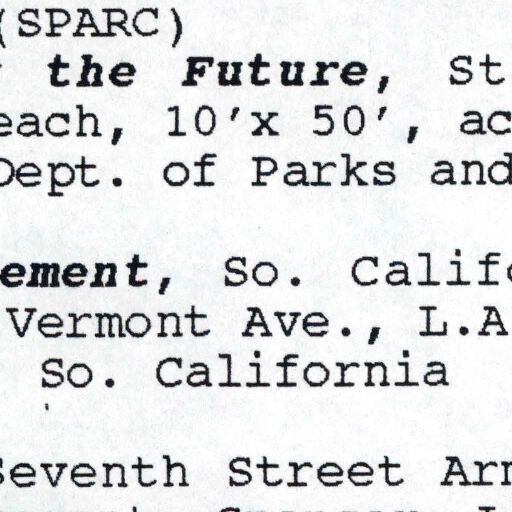 (SPARC)
the Future, St
each, 10'x 50', ac
Dept. of Parks and
ement, So. Califo
Vermont Ave., L.A
So. California
Seventh Street Arm